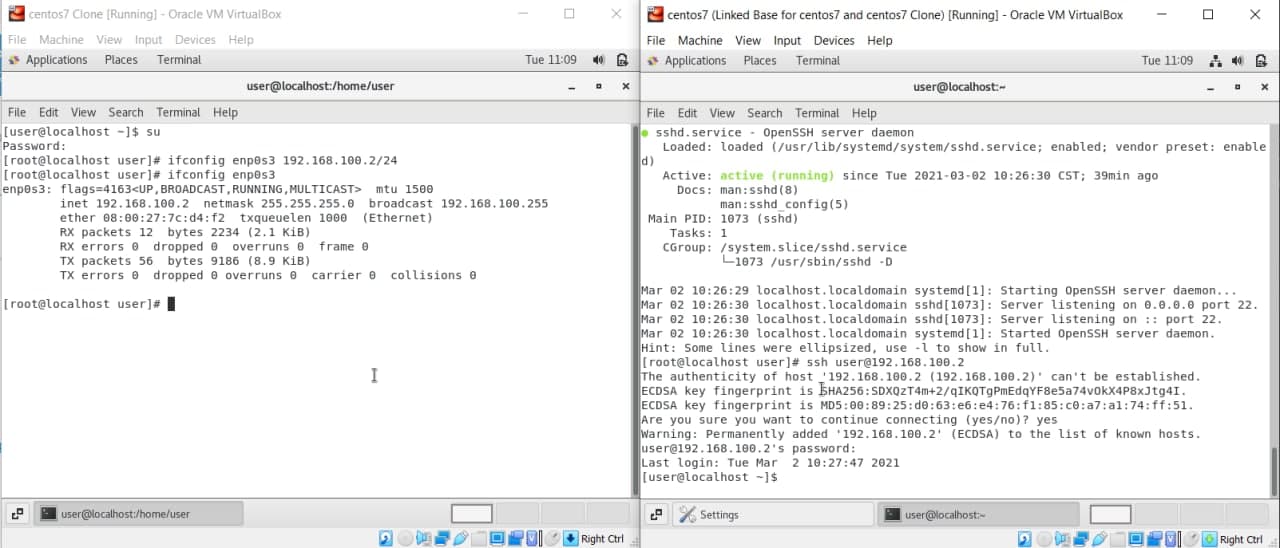 centos7 Clone [Running] - Oracle VM VirtualBox
File Machine View Input Devices Help
Applications Places Terminal Tue 11:09
user@localhost:/home/user
File Edit View Search Terminal Help
[user@localhost ~]$ su
Password:
[root@localhost user]# ifconfig enp0s3 192.168.100.2/24
[root@localhost user]# ifconfig enp0s3
enp0s3: flags=4163<UP,BROADCAST,RUNNING,MULTICAST>  mtu 1500
inet 192.168.100.2  netmask 255.255.255.0  broadcast 192.168.100.255
ether 08:00:27:7c:d4:f2  txqueuelen 1000  (Ethernet)
RX packets 12  bytes 2234 (2.1 KiB)
RX errors 0  dropped 0  overruns 0  frame 0
TX packets 56  bytes 9186 (8.9 KiB)
TX errors 0  dropped 0 overruns 0  carrier 0  collisions 0
[root@localhost user]#
user@localhost:/home/user
Right Ctrl
centos7 (Linked Base for centos7 and centos7 Clone) [Running] - Oracle VM VirtualBox
File Machine View Input Devices Help
Applications Places Terminal Tue 11:09
user@localhost:~
File Edit View Search Terminal Help
● sshd.service - OpenSSH server daemon
Loaded: loaded (/usr/lib/systemd/system/sshd.service; enabled; vendor preset: enable
d)
Active: active (running) since Tue 2021-03-02 10:26:30 CST; 39min ago
Docs: man:sshd(8)
man:sshd_config(5)
Main PID: 1073 (sshd)
Tasks: 1
CGroup: /system.slice/sshd.service
└─1073 /usr/sbin/sshd -D
Mar 02 10:26:29 localhost.localdomain systemd[1]: Starting OpenSSH server daemon...
Mar 02 10:26:30 localhost.localdomain sshd[1073]: Server listening on 0.0.0.0 port 22.
Mar 02 10:26:30 localhost.localdomain sshd[1073]: Server listening on :: port 22.
Mar 02 10:26:30 localhost.localdomain systemd[1]: Started OpenSSH server daemon.
Hint: Some lines were ellipsized, use -l to show in full.
[root@localhost user]# ssh user@192.168.100.2
The authenticity of host '192.168.100.2 (192.168.100.2)' can't be established.
ECDSA key fingerprint is SHA256:SDXQzT4m+2/qIKQTgPmEdqYF8e5a74vOkX4P8xJtg4I.
ECDSA key fingerprint is MD5:00:89:25:d0:63:e6:e4:76:f1:85:c0:a7:a1:74:ff:51.
Are you sure you want to continue connecting (yes/no)? yes
Warning: Permanently added '192.168.100.2' (ECDSA) to the list of known hosts.
user@192.168.100.2's password:
Last login: Tue Mar  2 10:27:47 2021
[user@localhost ~]$
Settings
user@localhost:~
Right Ctrl